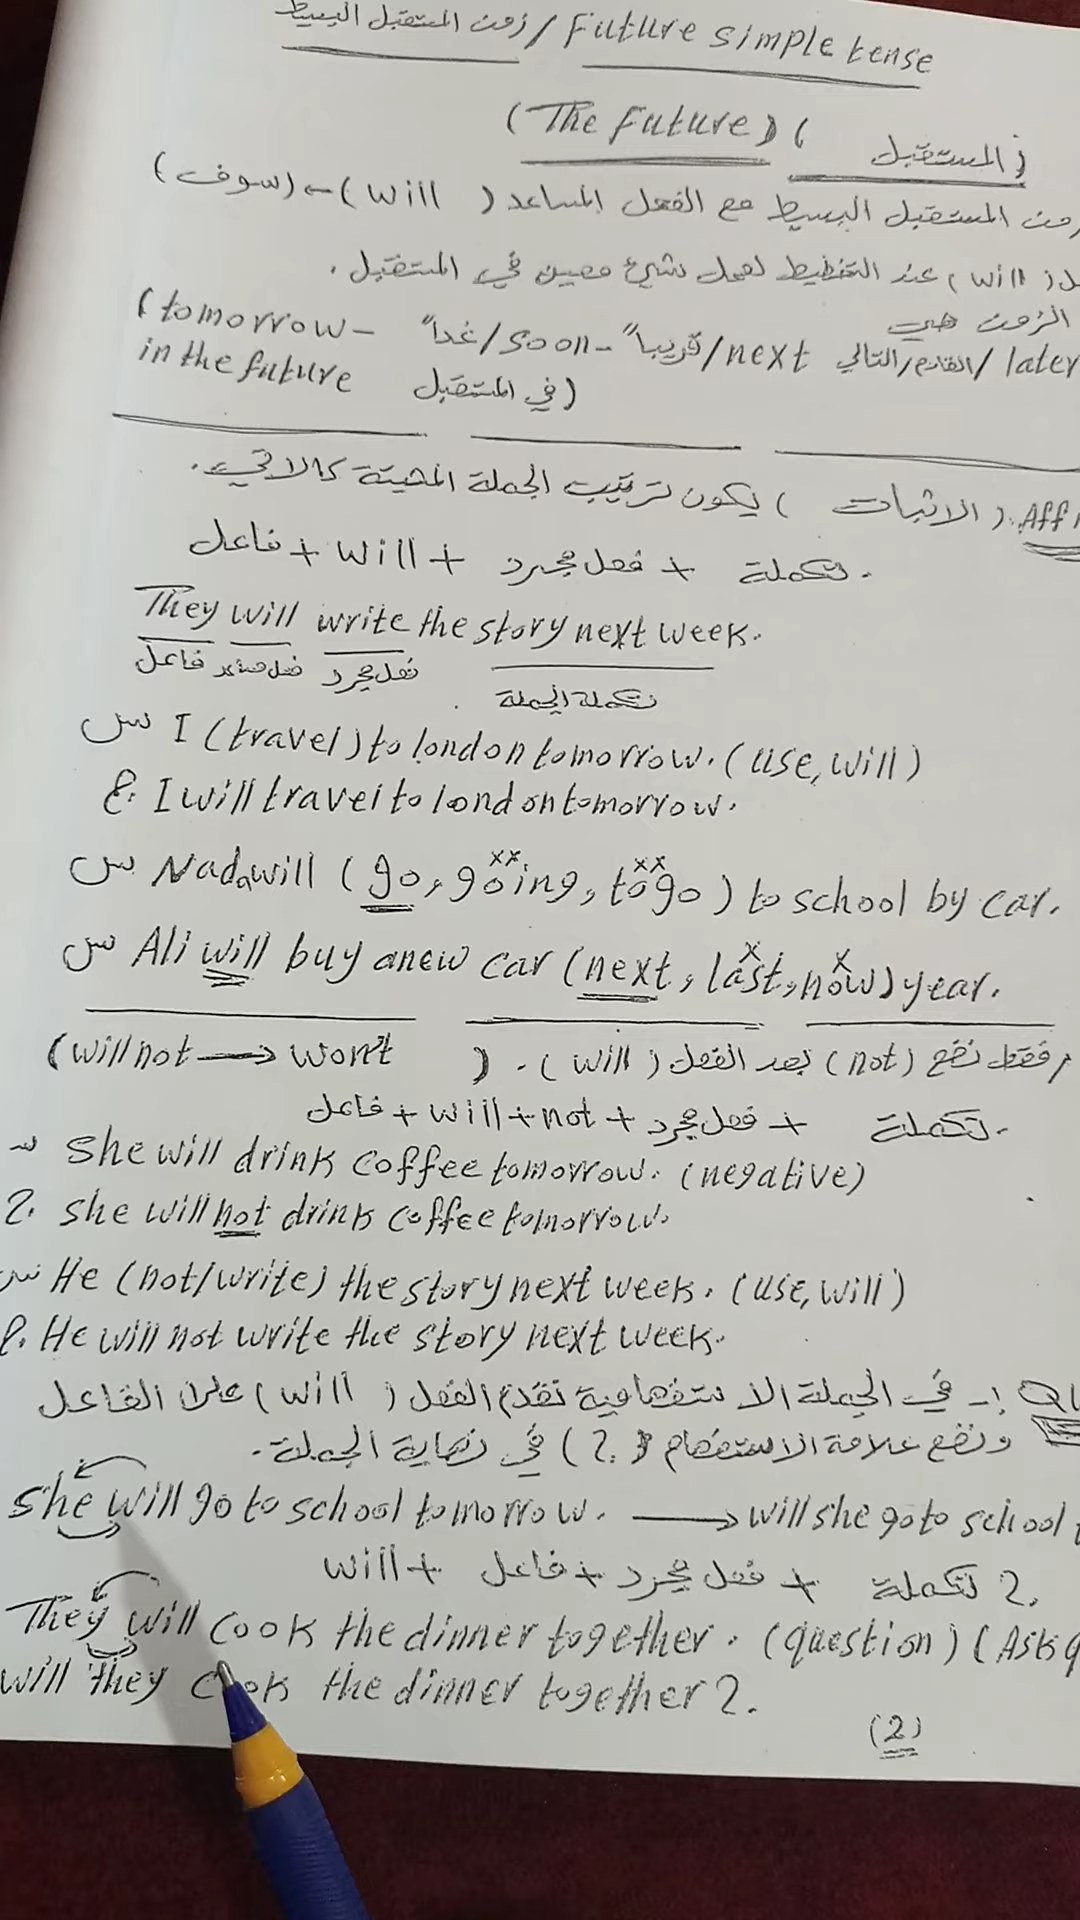 زمن المستقبل البسيط / Future simple tense
(The Future) (المستقبل)
زمن المستقبل البسيط مع الفعل المساعد (will) ← (سوف)
(will) عند التخطيط لعمل شيء معين في المستقبل.
الزمن هي
(tomorrow - غداً / soon - قريباً / next القادم/التالي / later
in the future في المستقبل)
Aff (الاثبات) يكون ترتيب الجملة المثبتة كالاتي.
فاعل + will + فعل مجرد + تكملة.
They will write the story next week.
فاعل فعل مساعد فعل مجرد تكملة الجملة
س I (travel) to london tomorrow. (use, will)
ج. I will travel to london tomorrow.
س Nada will (go, going, to go) to school by car.
س Ali will buy a new car (next, last, now) year.
فقط نضع (not) بعد الفعل (will). (will not → won't)
فاعل + will + not + فعل مجرد + تكملة.
س She will drink coffee tomorrow. (negative)
ج. she will not drink coffee tomorrow.
س He (not/write) the story next week. (use, will)
ج. He will not write the story next week.
Qu 1- في الجملة الاستفهامية نقدم الفعل (will) على الفاعل
ونضع علامة الاستفهام (?) في نهاية الجملة.
She will go to school tomorrow. → will she go to school
will + فاعل + فعل مجرد + تكملة ?.
They will cook the dinner together. (question) (Ask q
will they cook the dinner together?.
(2)